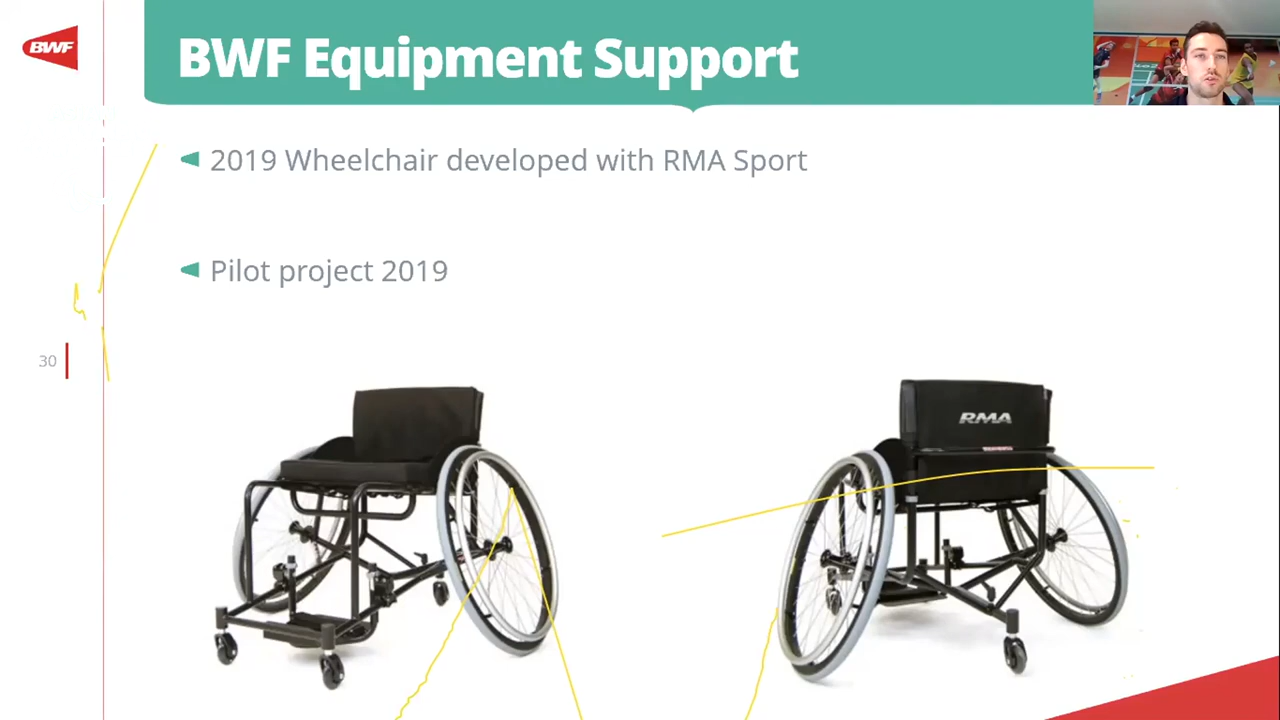 BWF
BWF Equipment Support
2019 Wheelchair developed with RMA Sport
Pilot project 2019
30
RMA